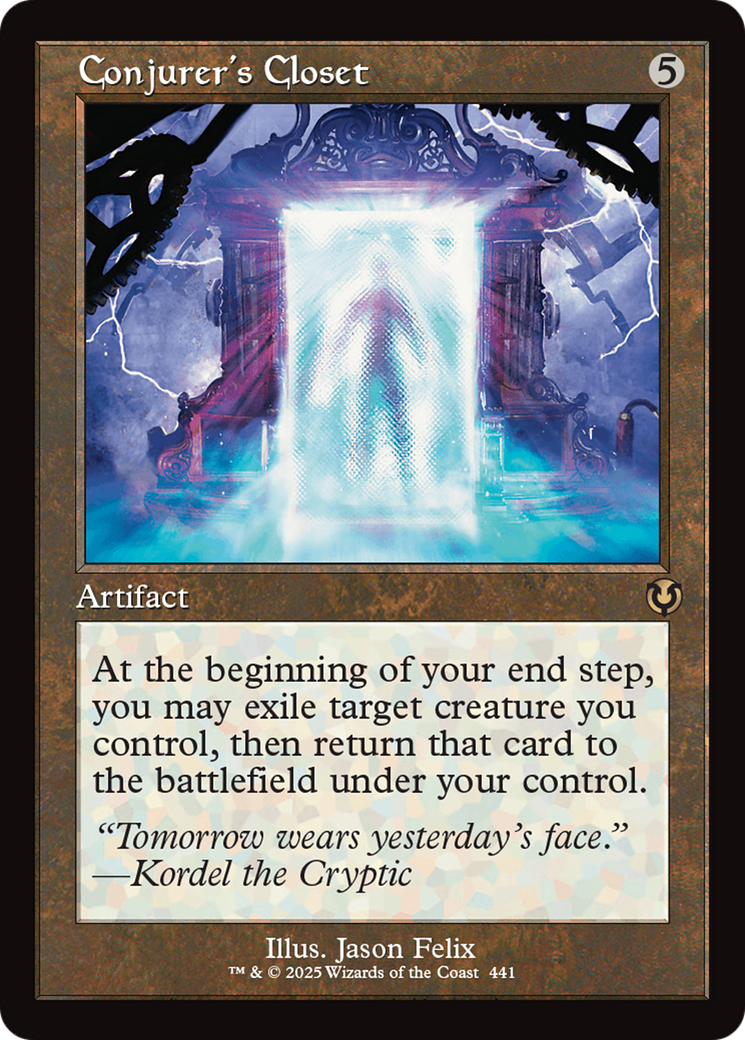 Conjurer's Closet
5
Artifact
At the beginning of your end step,
you may exile target creature you
control, then return that card to
the battlefield under your control.
“Tomorrow wears yesterday's face.”
—Kordel the Cryptic
Illus. Jason Felix
™ & © 2025 Wizards of the Coast 441